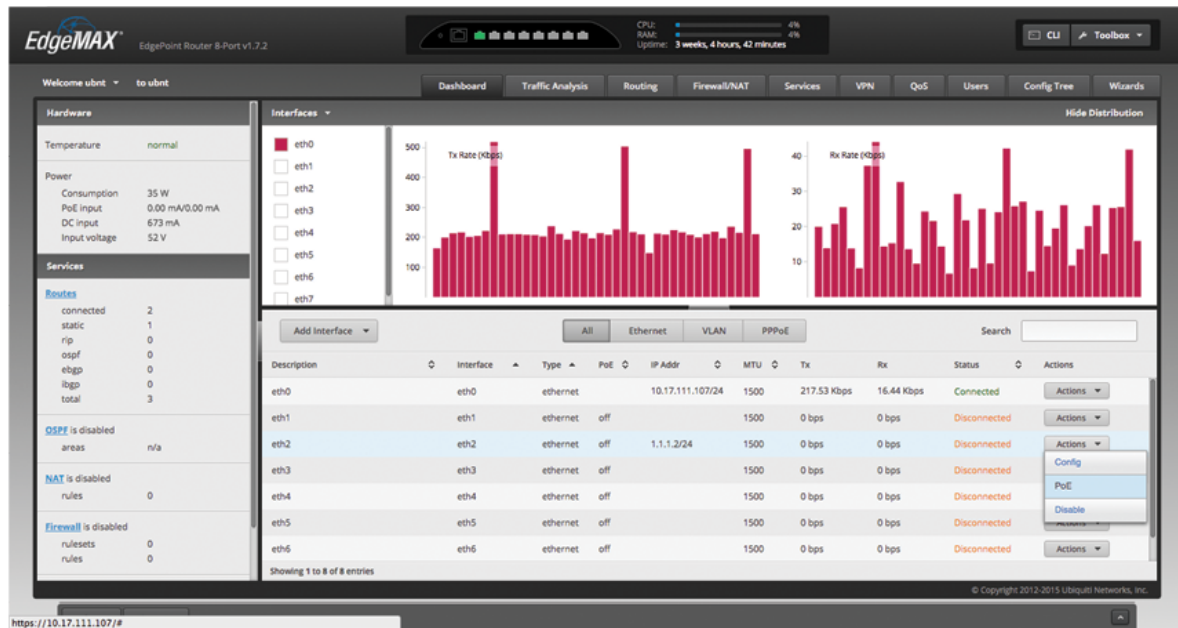 EdgeMAX EdgePoint Router 8-Port v1.7.2
CPU: 4%
RAM: 4%
Uptime: 3 weeks, 4 hours, 42 minutes
CLI Toolbox
Welcome ubnt to ubnt
Dashboard Traffic Analysis Routing Firewall/NAT Services VPN QoS Users Config Tree Wizards
Hardware
Temperature normal
Power
Consumption 35 W
PoE input 0.00 mA/0.00 mA
DC input 673 mA
Input voltage 52 V
Services
Routes
connected 2
static 1
rip 0
ospf 0
ebgp 0
ibgp 0
total 3
OSPF is disabled
areas n/a
NAT is disabled
rules 0
Firewall is disabled
rulesets 0
rules 0
Interfaces Hide Distribution
eth0
eth1
eth2
eth3
eth4
eth5
eth6
eth7
Tx Rate (Kbps)
500
400
300
200
100
Rx Rate (Kbps)
40
30
20
10
Add Interface All Ethernet VLAN PPPoE Search
Description Interface Type PoE IP Addr MTU Tx Rx Status Actions
eth0 eth0 ethernet 10.17.111.107/24 1500 217.53 Kbps 16.44 Kbps Connected Actions
eth1 eth1 ethernet off 1500 0 bps 0 bps Disconnected Actions
eth2 eth2 ethernet off 1.1.1.2/24 1500 0 bps 0 bps Disconnected Actions
eth3 eth3 ethernet off 1500 0 bps 0 bps Disconnected
eth4 eth4 ethernet off 1500 0 bps 0 bps Disconnected
eth5 eth5 ethernet off 1500 0 bps 0 bps Disconnected Actions
eth6 eth6 ethernet off 1500 0 bps 0 bps Disconnected Actions
Config
PoE
Disable
Showing 1 to 8 of 8 entries
© Copyright 2012-2015 Ubiquiti Networks, Inc.
https://10.17.111.107/#